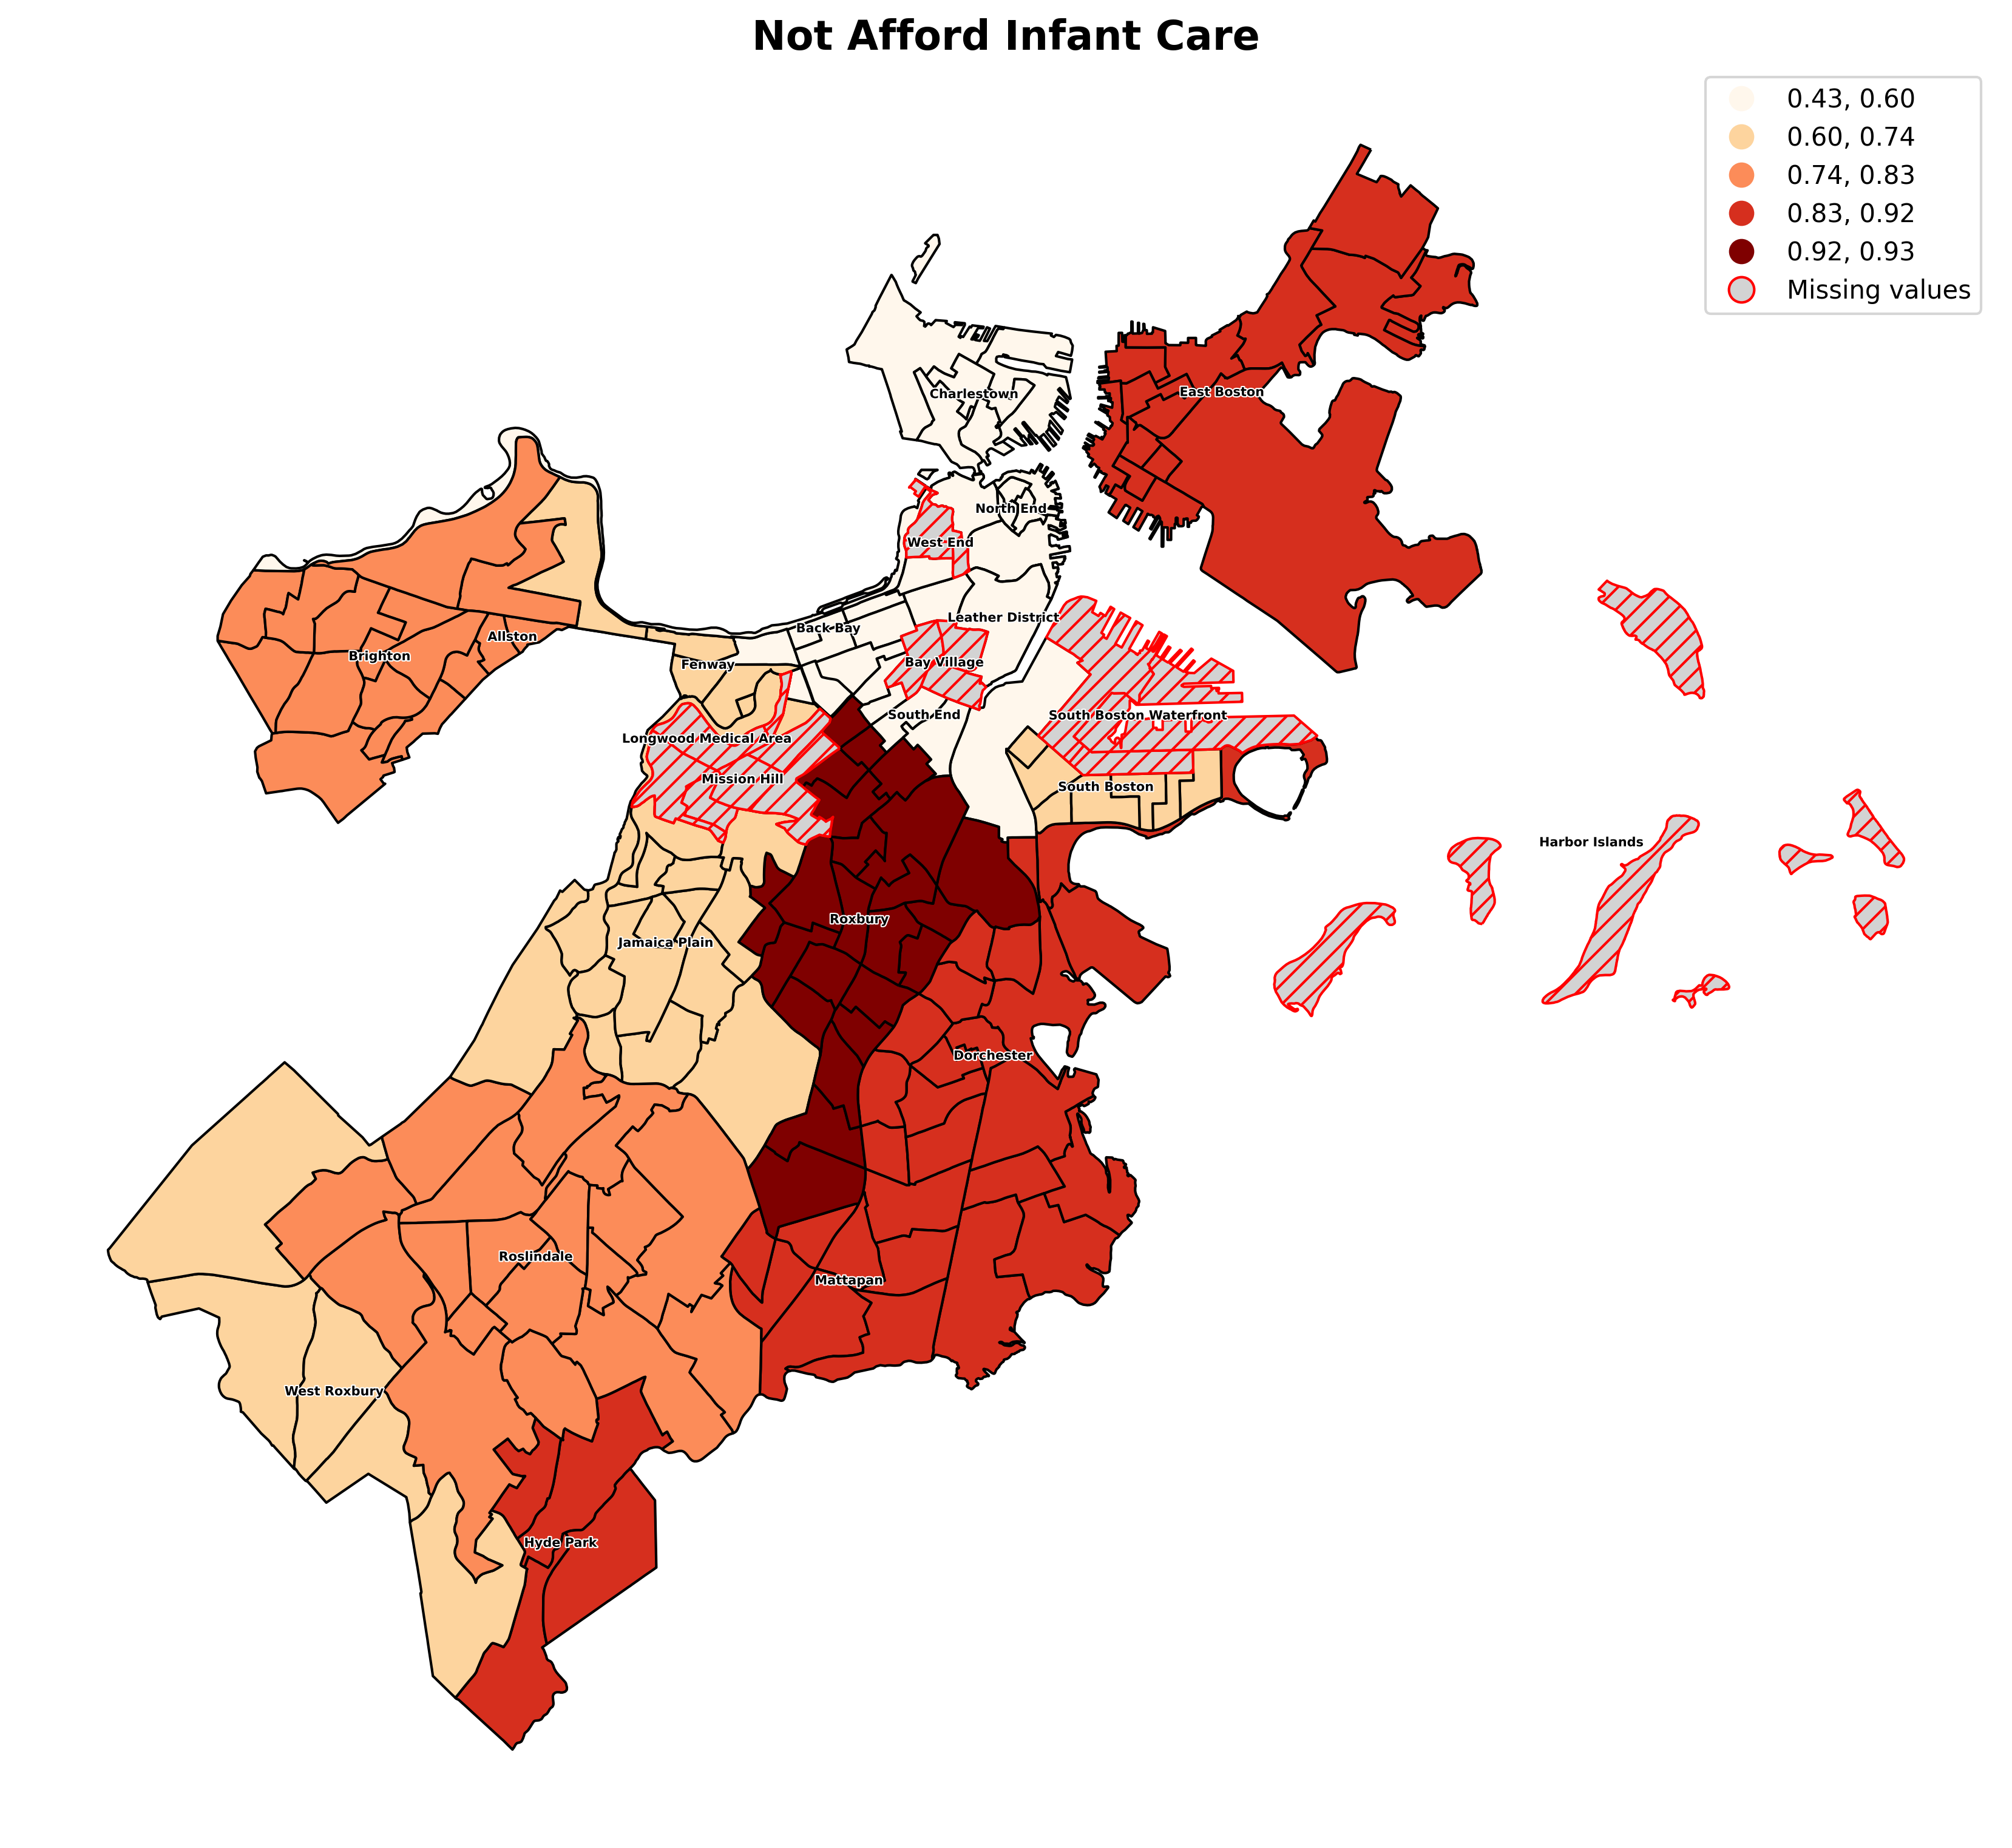 Not Afford Infant Care
0.43, 0.60
0.60, 0.74
0.74, 0.83
0.83, 0.92
0.92, 0.93
Missing values
East Boston
Charlestown
North End
West End
Leather District
Back Bay
Allston
Brighton
Fenway
Bay Village
South End
South Boston Waterfront
Longwood Medical Area
Mission Hill
South Boston
Harbor Islands
Roxbury
Jamaica Plain
Dorchester
Roslindale
Mattapan
West Roxbury
Hyde Park